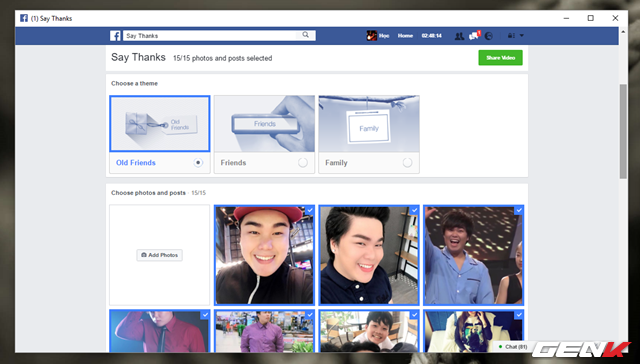 (1) Say Thanks
Say Thanks
Học Home 02:48:14
Say Thanks 15/15 photos and posts selected
Share Video
Choose a theme
Old Friends
Friends
Family
Old Friends
Friends
Family
Choose photos and posts · 15/15
Add Photos
Chat (81)
GENK